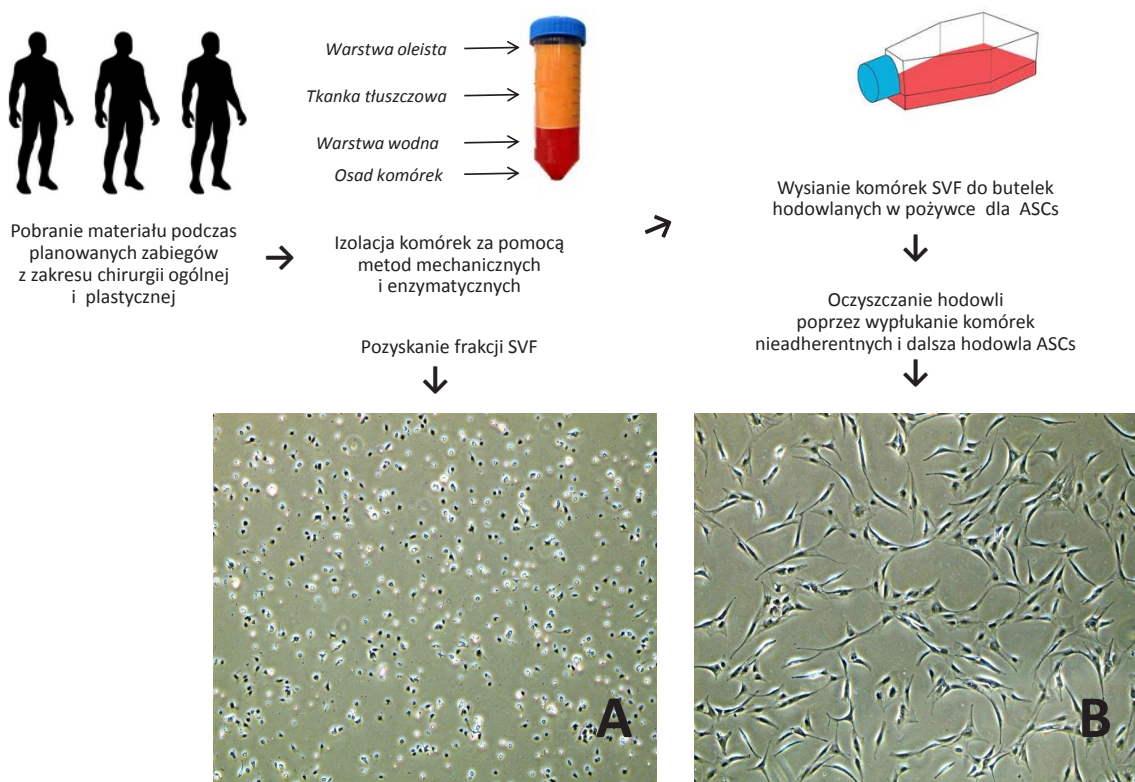 Warstwa oleista
Tkanka tłuszczowa
Warstwa wodna
Osad komórek
Pobranie materiału podczas
planowanych zabiegów
z zakresu chirurgii ogólnej
i plastycznej
Izolacja komórek za pomocą
metod mechanicznych
i enzymatycznych
Pozyskanie frakcji SVF
Wysianie komórek SVF do butelek
hodowlanych w pożywce dla ASCs
Oczyszczanie hodowli
poprzez wypłukanie komórek
nieadherentnych i dalsza hodowla ASCs
A
B